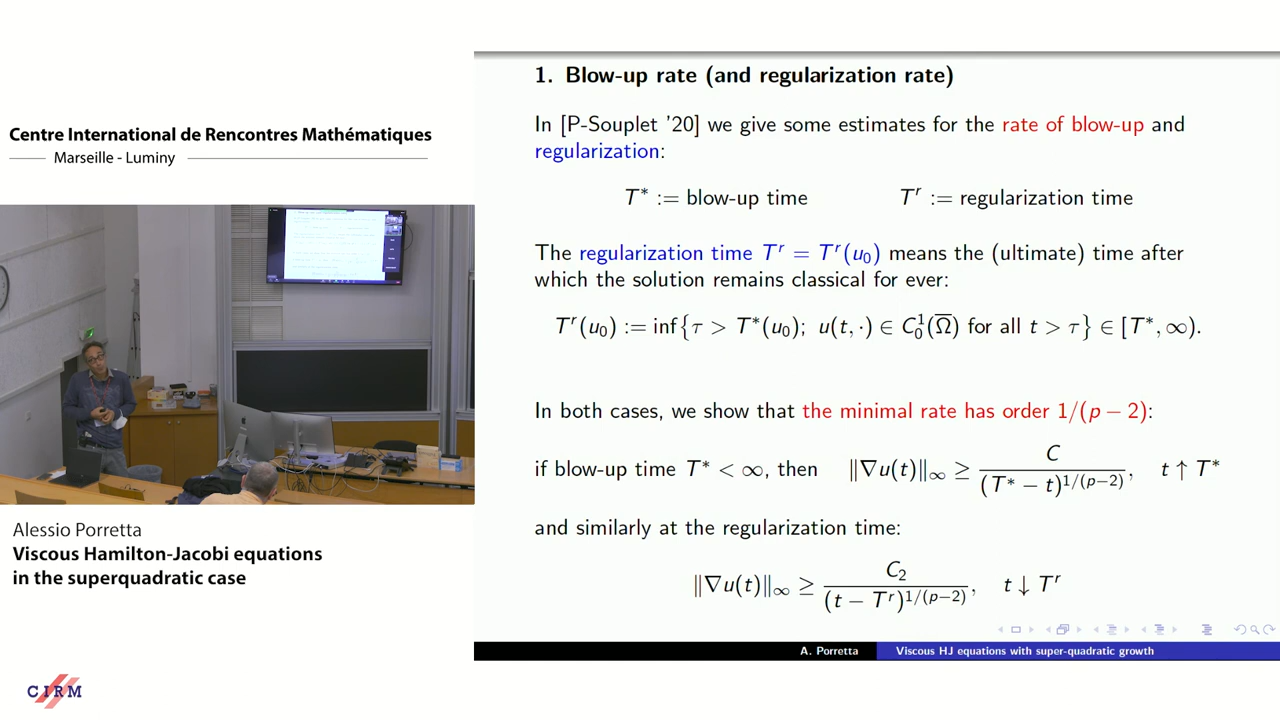 Centre International de Rencontres Mathématiques
Marseille - Luminy
Alessio Porretta
Viscous Hamilton-Jacobi equations
in the superquadratic case
CIRM
1. Blow-up rate (and regularization rate)
In [P-Souplet '20] we give some estimates for the rate of blow-up and
regularization:
T* := blow-up time T^r := regularization time
The regularization time T^r = T^r(u₀) means the (ultimate) time after
which the solution remains classical for ever:
T^r(u₀) := inf{τ > T*(u₀); u(t, ·) ∈ C₀¹(Ω̅) for all t > τ} ∈ [T*, ∞).
In both cases, we show that the minimal rate has order 1/(p − 2):
if blow-up time T* < ∞, then ‖∇u(t)‖∞ ≥ C / (T* − t)^{1/(p−2)}, t ↑ T*
and similarly at the regularization time:
‖∇u(t)‖∞ ≥ C₂ / (t − T^r)^{1/(p−2)}, t ↓ T^r
A. Porretta Viscous HJ equations with super-quadratic growth